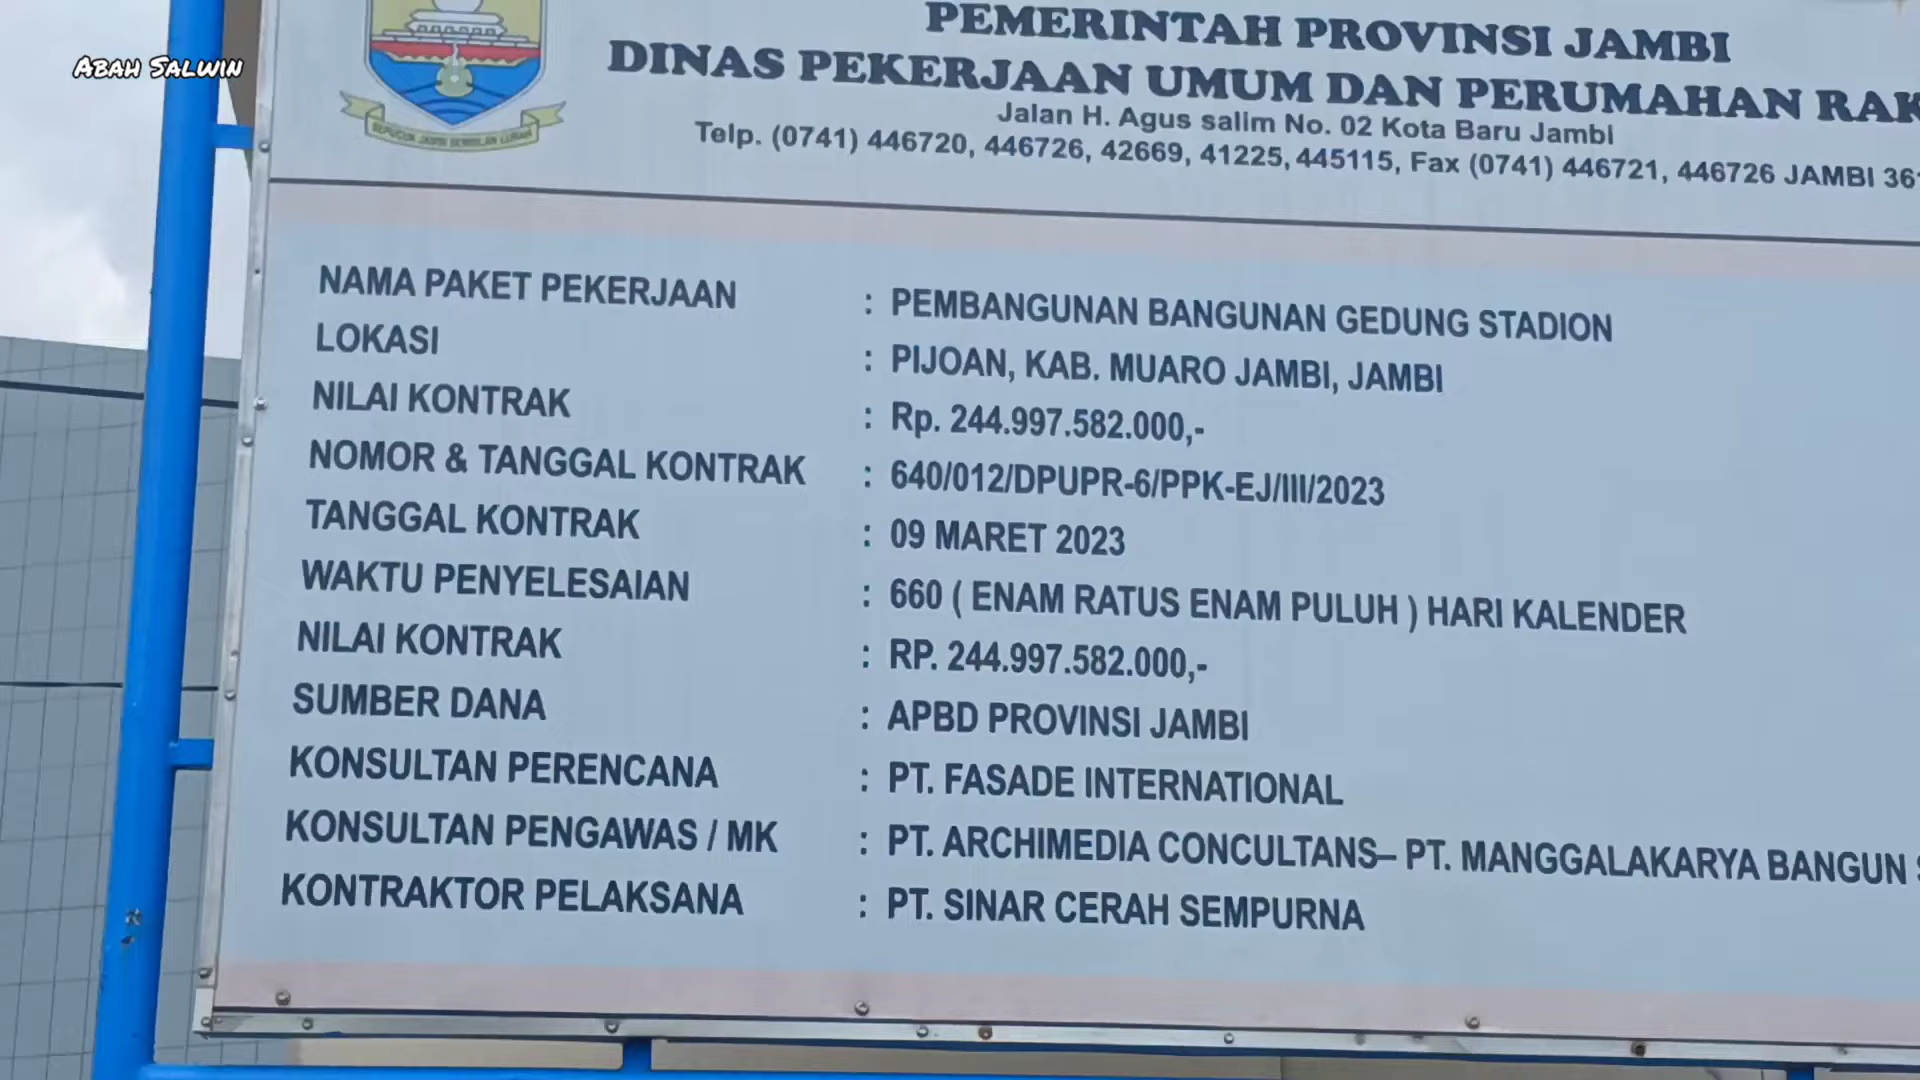 ABAH SALWIN
SEPUCUK JAMBI SEMBILAN LURAH
PEMERINTAH PROVINSI JAMBI
DINAS PEKERJAAN UMUM DAN PERUMAHAN RAK
Jalan H. Agus salim No. 02 Kota Baru Jambi
Telp. (0741) 446720, 446726, 42669, 41225, 445115, Fax (0741) 446721, 446726 JAMBI 36
NAMA PAKET PEKERJAAN : PEMBANGUNAN BANGUNAN GEDUNG STADION
LOKASI : PIJOAN, KAB. MUARO JAMBI, JAMBI
NILAI KONTRAK : Rp. 244.997.582.000,-
NOMOR & TANGGAL KONTRAK : 640/012/DPUPR-6/PPK-EJ/III/2023
TANGGAL KONTRAK : 09 MARET 2023
WAKTU PENYELESAIAN : 660 ( ENAM RATUS ENAM PULUH ) HARI KALENDER
NILAI KONTRAK : RP. 244.997.582.000,-
SUMBER DANA : APBD PROVINSI JAMBI
KONSULTAN PERENCANA : PT. FASADE INTERNATIONAL
KONSULTAN PENGAWAS / MK : PT. ARCHIMEDIA CONCULTANS– PT. MANGGALAKARYA BANGUN
KONTRAKTOR PELAKSANA : PT. SINAR CERAH SEMPURNA